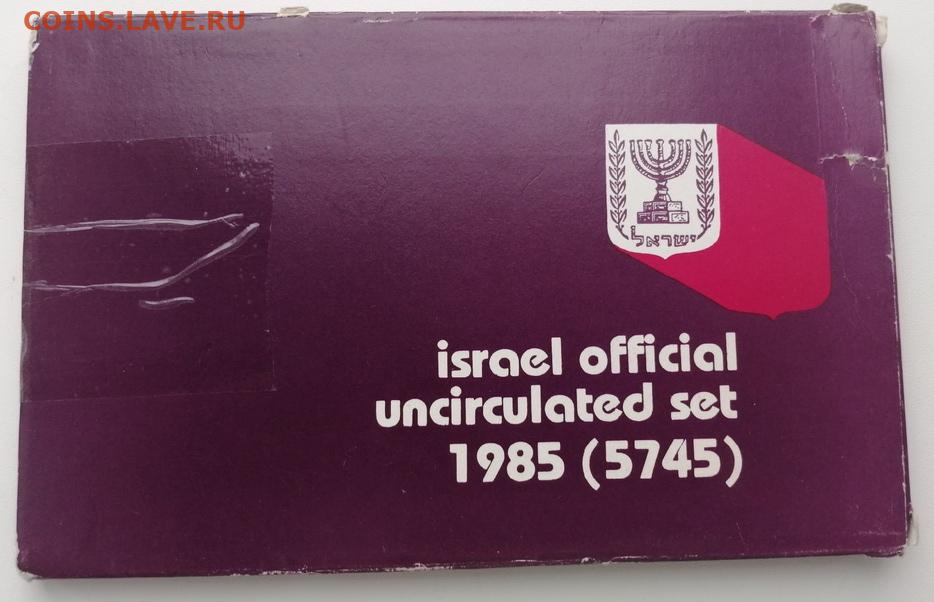 COINS.LAVE.RU
ישראל
israel official
uncirculated set
1985 (5745)